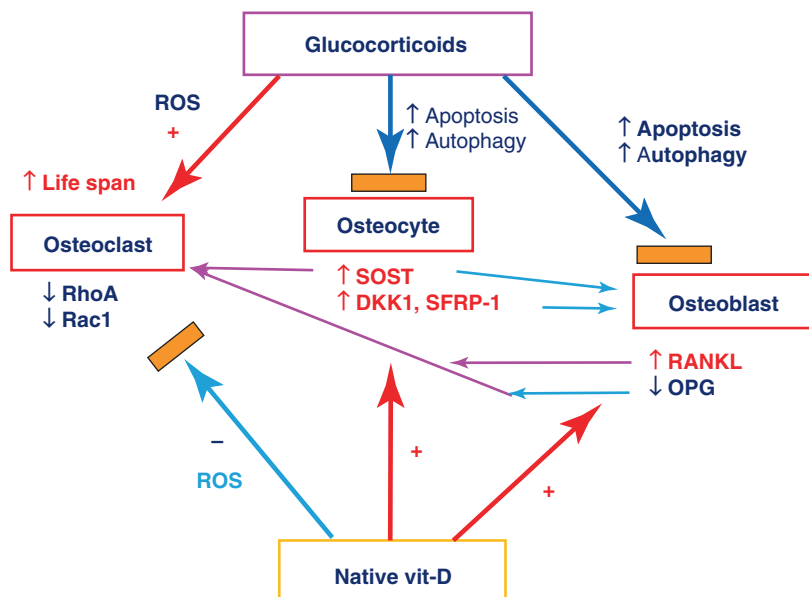 Glucocorticoids
ROS
+
↑ Apoptosis
↑ Autophagy
↑ Apoptosis
↑ Autophagy
↑ Life span
Osteoclast
Osteocyte
Osteoblast
↓ RhoA
↓ Rac1
↑ SOST
↑ DKK1, SFRP-1
↑ RANKL
↓ OPG
–
ROS
+
+
Native vit-D